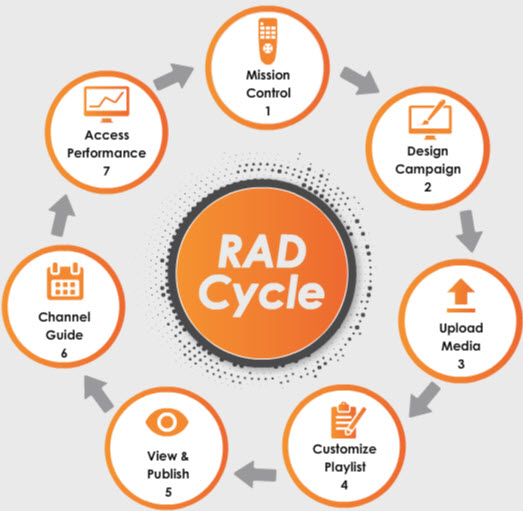 Mission
Control
1
Design
Campaign
2
Upload
Media
3
Customize
Playlist
4
View &
Publish
5
Channel
Guide
6
Access
Performance
7
RAD
Cycle